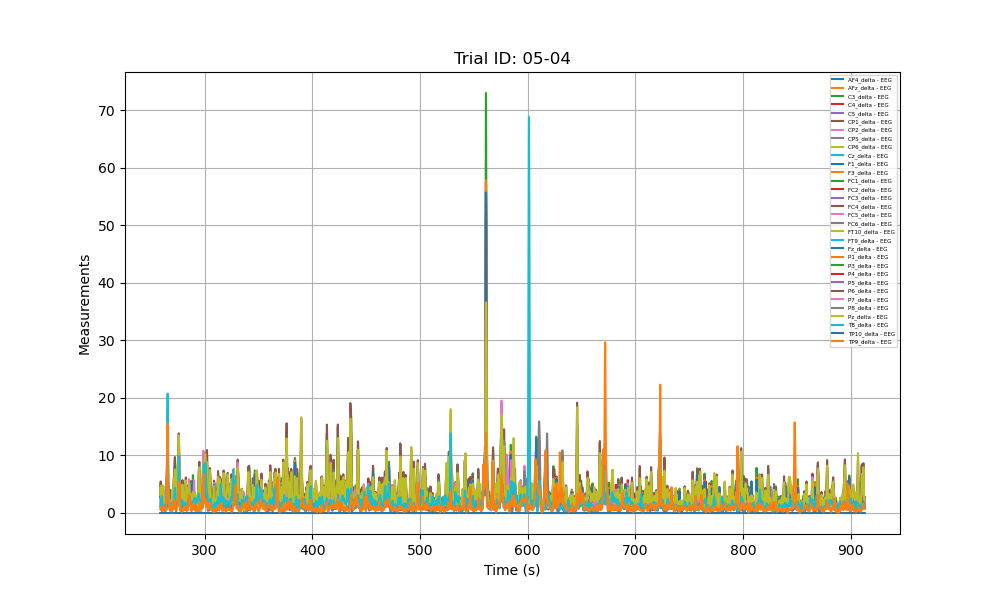 Trial ID: 05-04
AF4_delta - EEG
AFz_delta - EEG
C3_delta - EEG
C4_delta - EEG
C5_delta - EEG
CP1_delta - EEG
CP2_delta - EEG
CP5_delta - EEG
CP6_delta - EEG
Cz_delta - EEG
F1_delta - EEG
F3_delta - EEG
FC1_delta - EEG
FC2_delta - EEG
FC3_delta - EEG
FC4_delta - EEG
FC5_delta - EEG
FC6_delta - EEG
FT10_delta - EEG
FT9_delta - EEG
Fz_delta - EEG
P1_delta - EEG
P3_delta - EEG
P4_delta - EEG
P5_delta - EEG
P6_delta - EEG
P7_delta - EEG
P8_delta - EEG
Pz_delta - EEG
T8_delta - EEG
TP10_delta - EEG
TP9_delta - EEG
Measurements
70
60
50
40
30
20
10
0
300 400 500 600 700 800 900
Time (s)